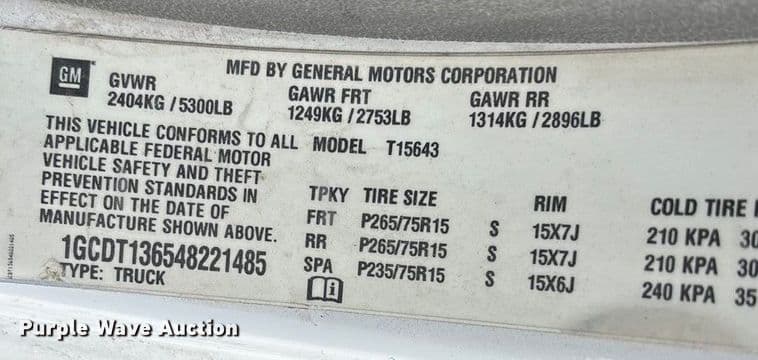 GM
MFD BY GENERAL MOTORS CORPORATION
GVWR GAWR FRT GAWR RR
2404KG / 5300LB 1249KG / 2753LB 1314KG / 2896LB
THIS VEHICLE CONFORMS TO ALL MODEL T15643
APPLICABLE FEDERAL MOTOR
VEHICLE SAFETY AND THEFT
PREVENTION STANDARDS IN
EFFECT ON THE DATE OF
MANUFACTURE SHOWN ABOVE.
1GCDT136548221485
TYPE: TRUCK
TPKY TIRE SIZE RIM COLD TIRE
FRT P265/75R15 S 15X7J 210 KPA 30
RR P265/75R15 S 15X7J 210 KPA 30
SPA P235/75R15 S 15X6J 240 KPA 35
Purple Wave Auction